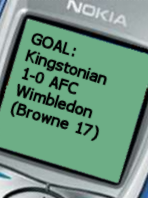 NOKIA
GOAL:
Kingstonian
1-0 AFC
Wimbledon
(Browne 17)